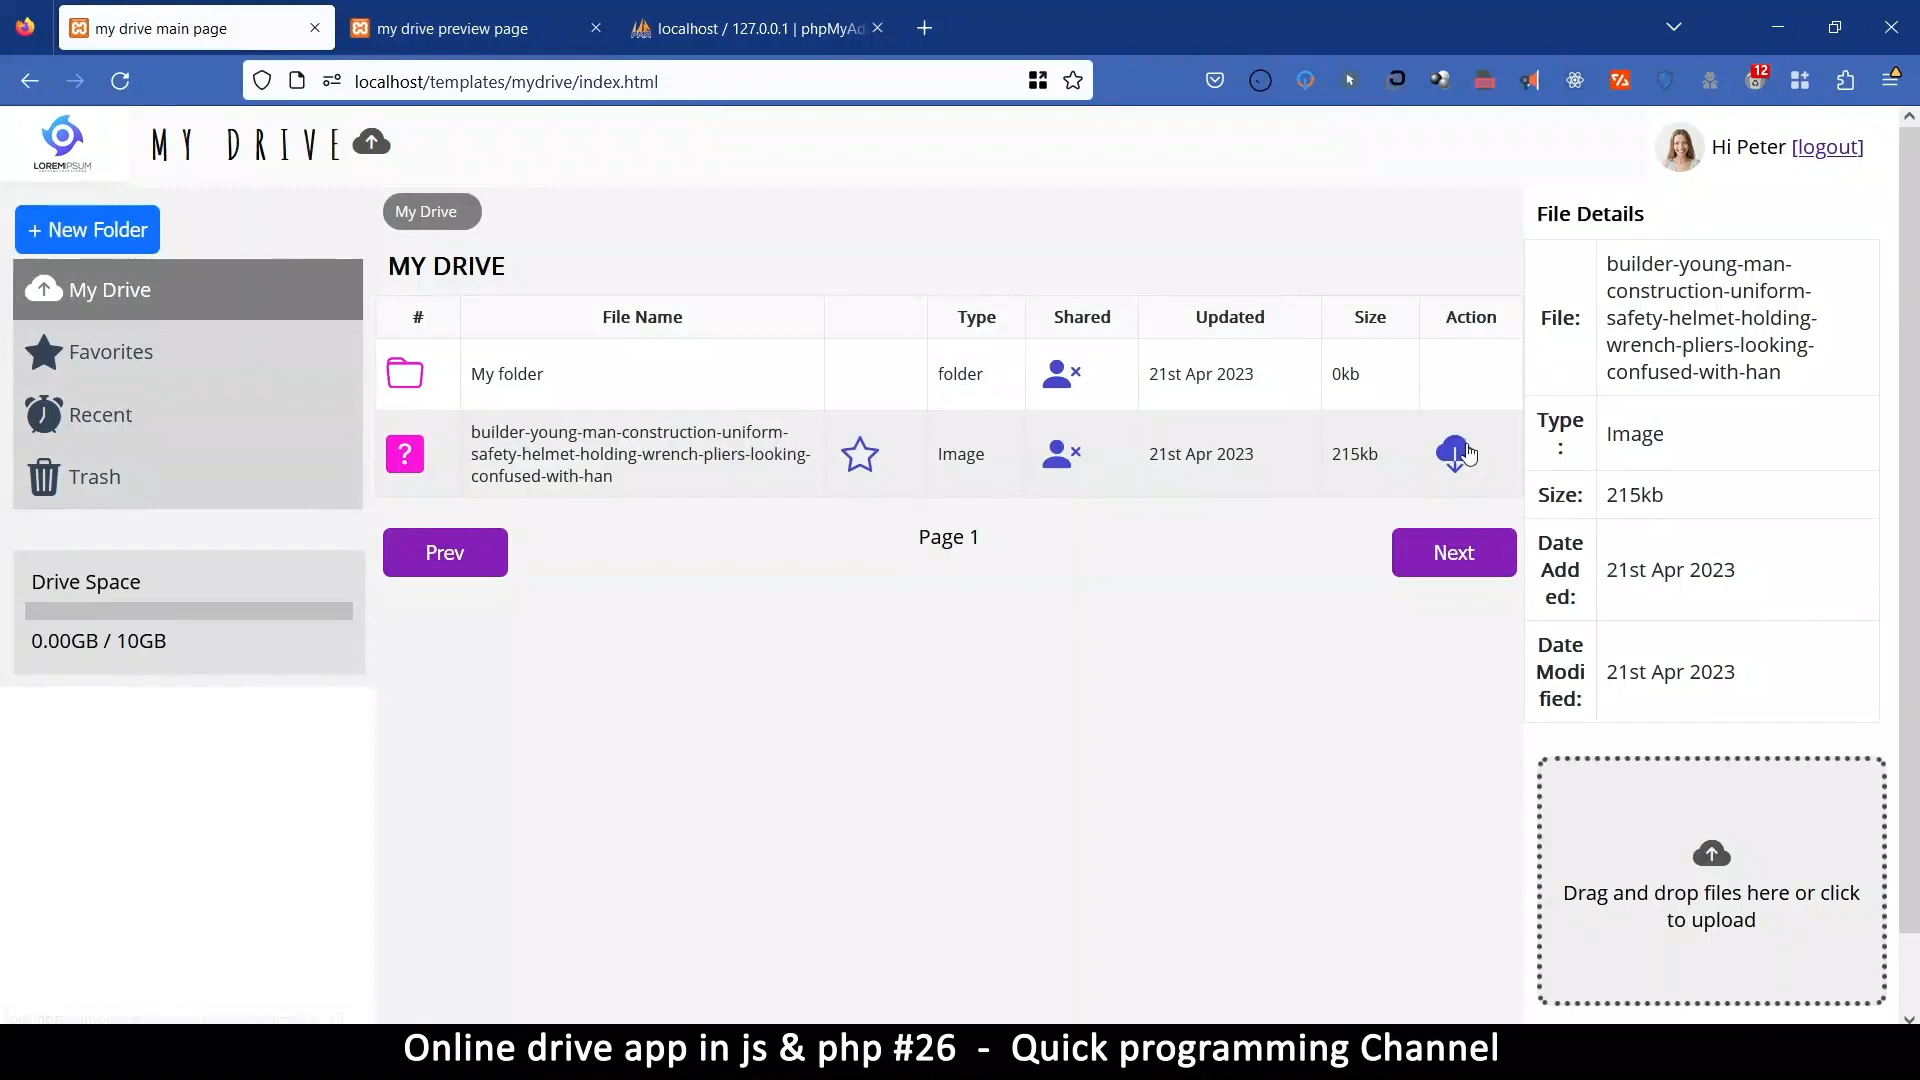 my drive main page
my drive preview page
localhost / 127.0.0.1 | phpMyAd
localhost/templates/mydrive/index.html
12
LOREMIPSUM
MY DRIVE
Hi Peter [logout]
+ New Folder
My Drive
Favorites
Recent
Trash
Drive Space
0.00GB / 10GB
My Drive
MY DRIVE
# File Name Type Shared Updated Size Action
My folder folder 21st Apr 2023 0kb
builder-young-man-construction-uniform-
safety-helmet-holding-wrench-pliers-looking-
confused-with-han
? Image 21st Apr 2023 215kb
Prev Page 1 Next
File Details
File:
builder-young-man-
construction-uniform-
safety-helmet-holding-
wrench-pliers-looking-
confused-with-han
Type
:
Image
Size: 215kb
Date
Add
ed:
21st Apr 2023
Date
Modi
fied:
21st Apr 2023
Drag and drop files here or click
to upload
Online drive app in js & php #26 - Quick programming Channel